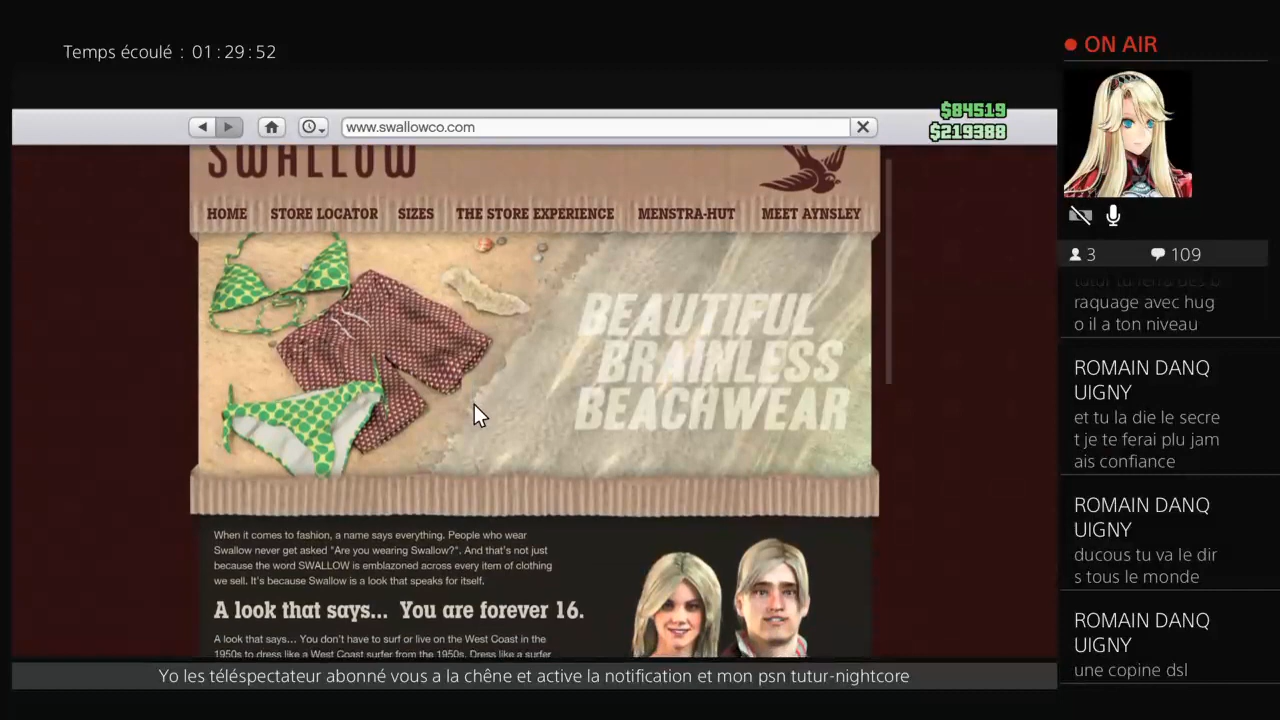 Temps écoulé : 01:29:52
ON AIR
www.swallowco.com
$84519
$219388
SWALLOW
HOME STORE LOCATOR SIZES THE STORE EXPERIENCE MENSTRA-HUT MEET AYNSLEY
BEAUTIFUL
BRAINLESS
BEACHWEAR
When it comes to fashion, a name says everything. People who wear
Swallow never get asked "Are you wearing Swallow?". And that's not just
because the word SWALLOW is emblazoned across every item of clothing
we sell. It's because Swallow is a look that speaks for itself.
A look that says... You are forever 16.
A look that says... You don't have to surf or live on the West Coast in the
1950s to dress like a West Coast surfer from the 1950s. Dress like a surfer
3 109
raquage avec hug
o il a ton niveau
ROMAIN DANQ
UIGNY
et tu la die le secre
t je te ferai plu jam
ais confiance
ROMAIN DANQ
UIGNY
ducous tu va le dir
s tous le monde
ROMAIN DANQ
UIGNY
une copine dsl
Yo les téléspectateur abonné vous a la chêne et active la notification et mon psn tutur-nightcore